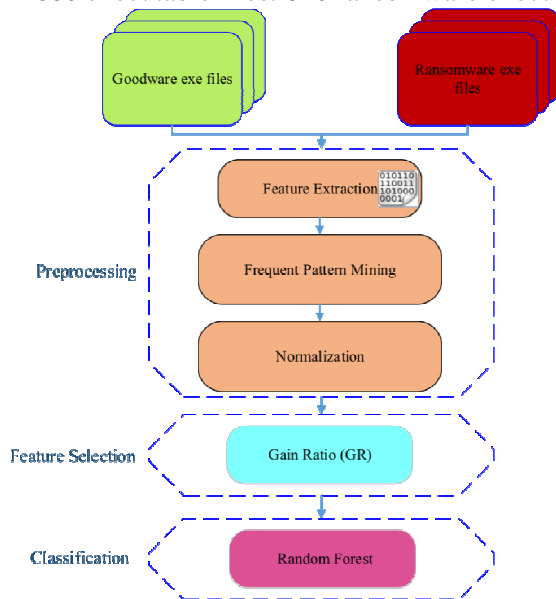 Goodware exe files
Ransomware exe
files
Feature Extraction
010110
110011
101000
0001
Preprocessing
Frequent Pattern Mining
Normalization
Feature Selection
Gain Ratio (GR)
Classification
Random Forest